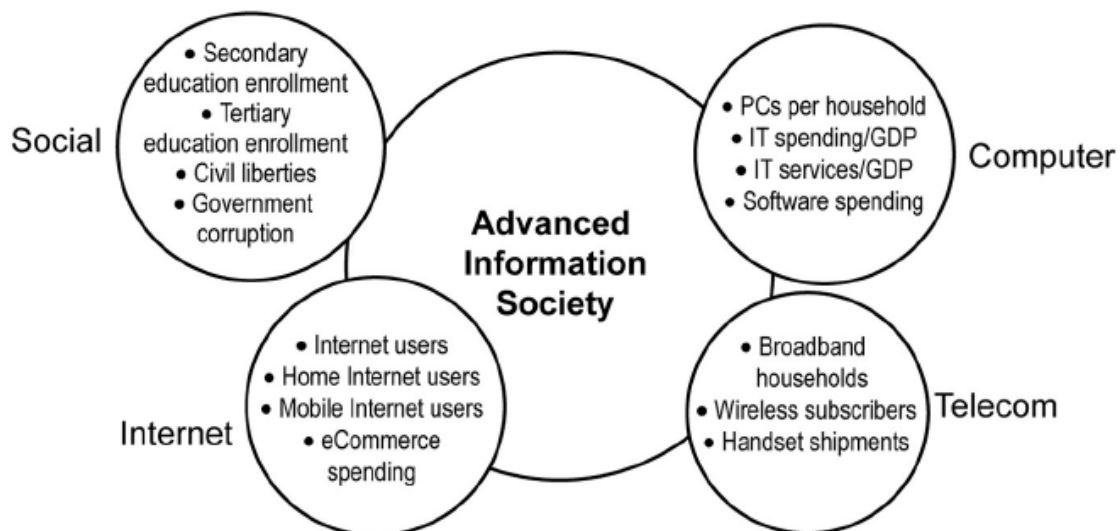 Social
• Secondary
education enrollment
• Tertiary
education enrollment
• Civil liberties
• Government
corruption
• PCs per household
• IT spending/GDP
• IT services/GDP
• Software spending
Computer
Advanced
Information
Society
Internet
• Internet users
• Home Internet users
• Mobile Internet users
• eCommerce
spending
• Broadband
households
• Wireless subscribers
• Handset shipments
Telecom